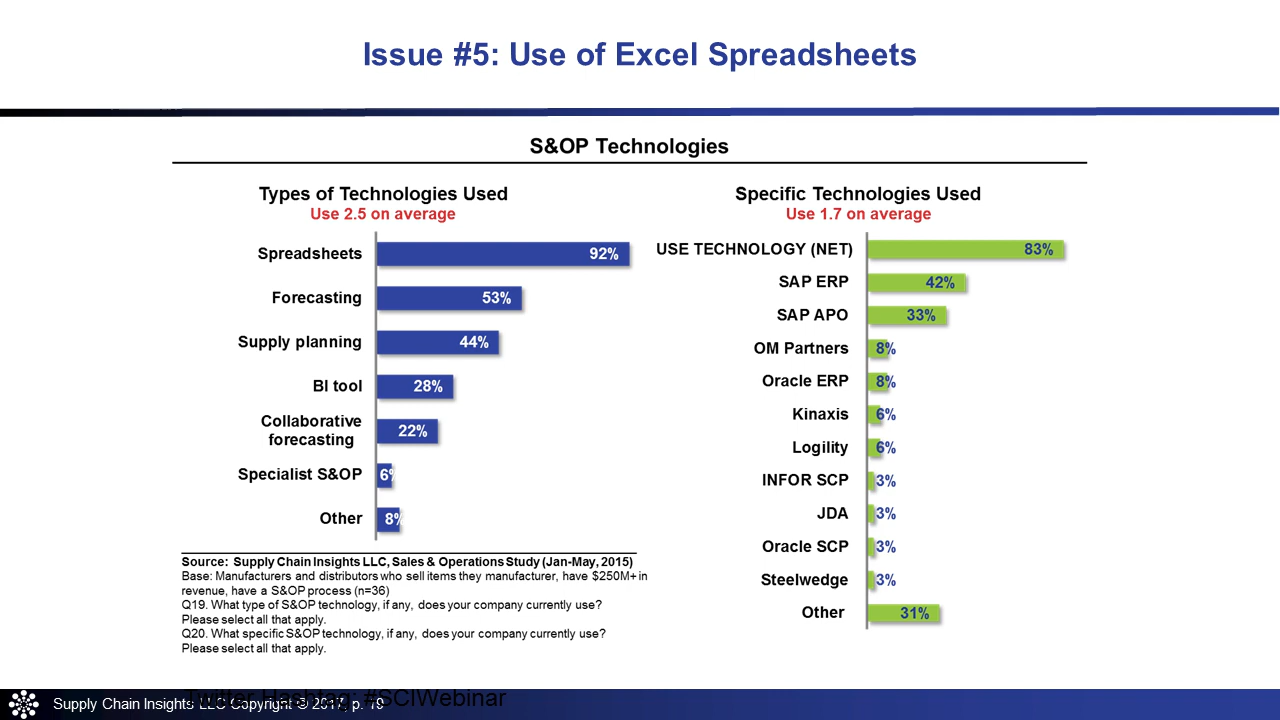 Issue #5: Use of Excel Spreadsheets
S&OP Technologies
Types of Technologies Used
Use 2.5 on average
Spreadsheets 92%
Forecasting 53%
Supply planning 44%
BI tool 28%
Collaborative
forecasting 22%
Specialist S&OP 6%
Other 8%
Source: Supply Chain Insights LLC, Sales & Operations Study (Jan-May, 2015)
Base: Manufacturers and distributors who sell items they manufacturer, have $250M+ in
revenue, have a S&OP process (n=36)
Q19. What type of S&OP technology, if any, does your company currently use?
Please select all that apply.
Q20. What specific S&OP technology, if any, does your company currently use?
Please select all that apply.
Specific Technologies Used
Use 1.7 on average
USE TECHNOLOGY (NET) 83%
SAP ERP 42%
SAP APO 33%
OM Partners 8%
Oracle ERP 8%
Kinaxis 6%
Logility 6%
INFOR SCP 3%
JDA 3%
Oracle SCP 3%
Steelwedge 3%
Other 31%
Supply Chain Insights LLC Copyright © 2017, p. 19
Twitter Hashtag: #SCIWebinar